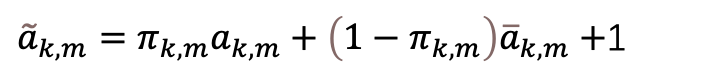 ã_{k,m} = π_{k,m}a_{k,m} + (1 − π_{k,m})ā_{k,m} +1